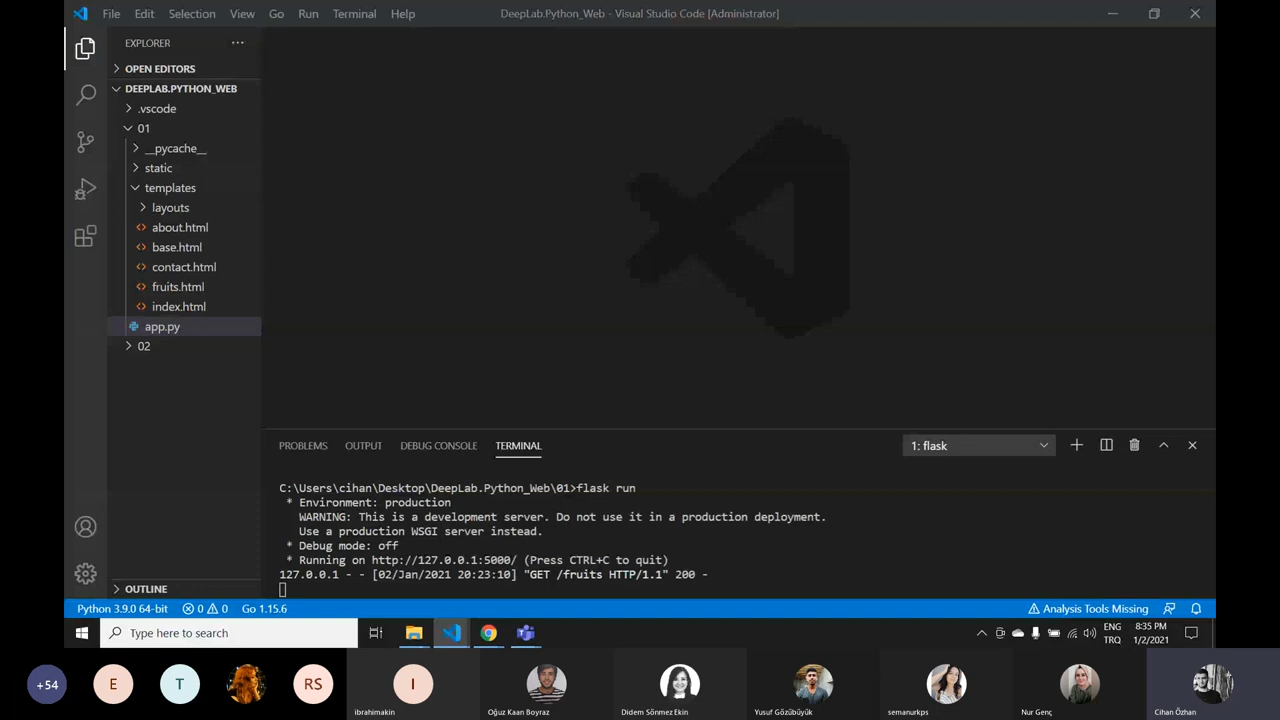 File Edit Selection View Go Run Terminal Help DeepLab.Python_Web - Visual Studio Code [Administrator]
EXPLORER
OPEN EDITORS
DEEPLAB.PYTHON_WEB
.vscode
01
__pycache__
static
templates
layouts
about.html
base.html
contact.html
fruits.html
index.html
app.py
02
OUTLINE
PROBLEMS OUTPUT DEBUG CONSOLE TERMINAL 1: flask
C:\Users\cihan\Desktop\DeepLab.Python_Web\01>flask run
* Environment: production
WARNING: This is a development server. Do not use it in a production deployment.
Use a production WSGI server instead.
* Debug mode: off
* Running on http://127.0.0.1:5000/ (Press CTRL+C to quit)
127.0.0.1 - - [02/Jan/2021 20:23:10] "GET /fruits HTTP/1.1" 200 -
Python 3.9.0 64-bit 0 0 Go 1.15.6 Analysis Tools Missing
Type here to search
ENG
TRQ
8:35 PM
1/2/2021
+54 E T RS I
ibrahimakin Oğuz Kaan Boyraz Didem Sönmez Ekin Yusuf Gözübüyük semanurkps Nur Genç Cihan Özhan